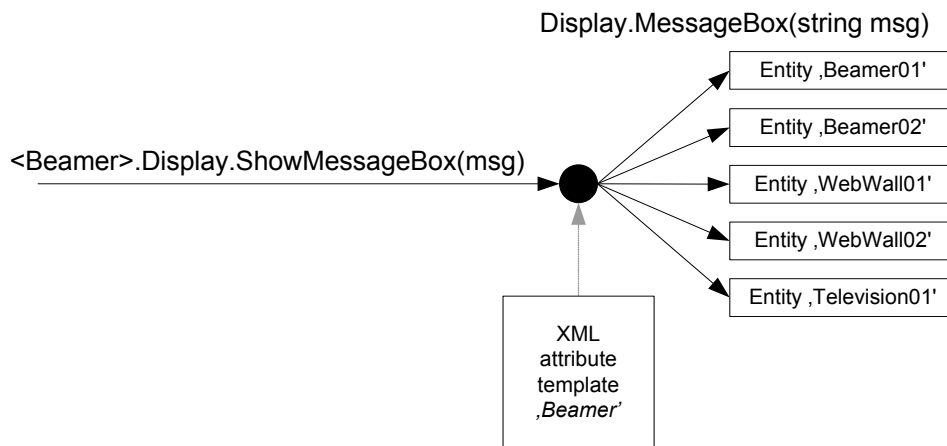 Display.MessageBox(string msg)
Entity ‚Beamer01'
Entity ‚Beamer02'
<Beamer>.Display.ShowMessageBox(msg)
Entity ‚WebWall01'
Entity ‚WebWall02'
Entity ‚Television01'
XML
attribute
template
‚Beamer’